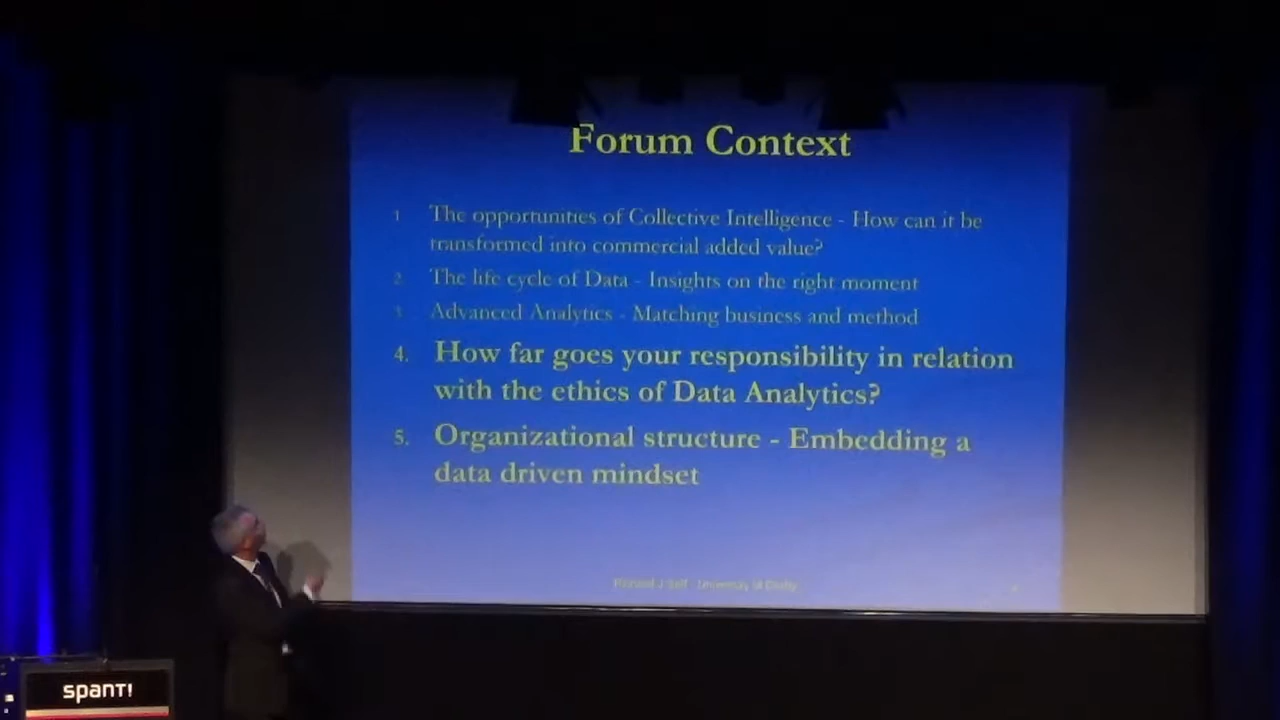 Forum Context
1 The opportunities of Collective Intelligence - How can it be
transformed into commercial added value?
2 The life cycle of Data - Insights on the right moment
3 Advanced Analytics - Matching business and method
4. How far goes your responsibility in relation
with the ethics of Data Analytics?
5. Organizational structure - Embedding a
data driven mindset
University of
spant!